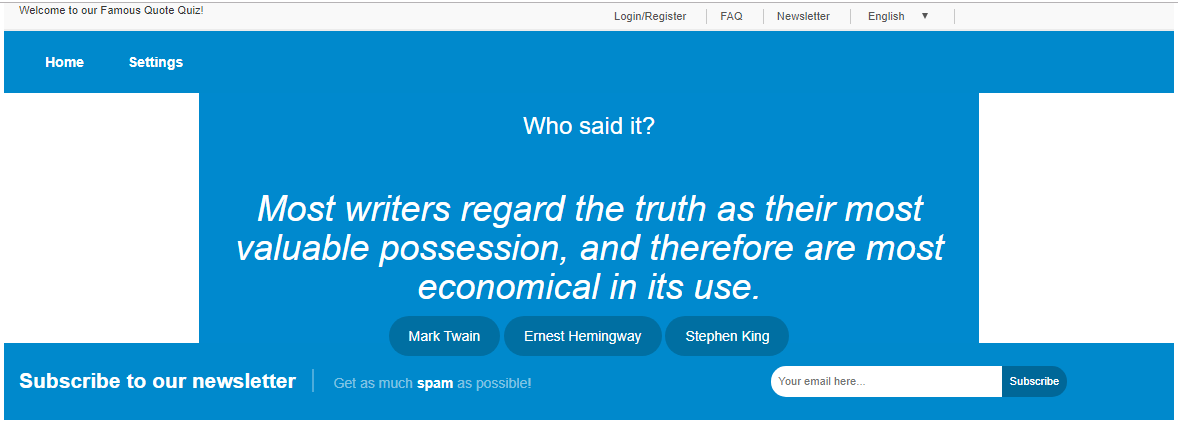 Welcome to our Famous Quote Quiz!
Login/Register FAQ Newsletter English ▼
Home Settings
Who said it?
Most writers regard the truth as their most
valuable possession, and therefore are most
economical in its use.
Mark Twain Ernest Hemingway Stephen King
Subscribe to our newsletter Get as much spam as possible! Your email here... Subscribe